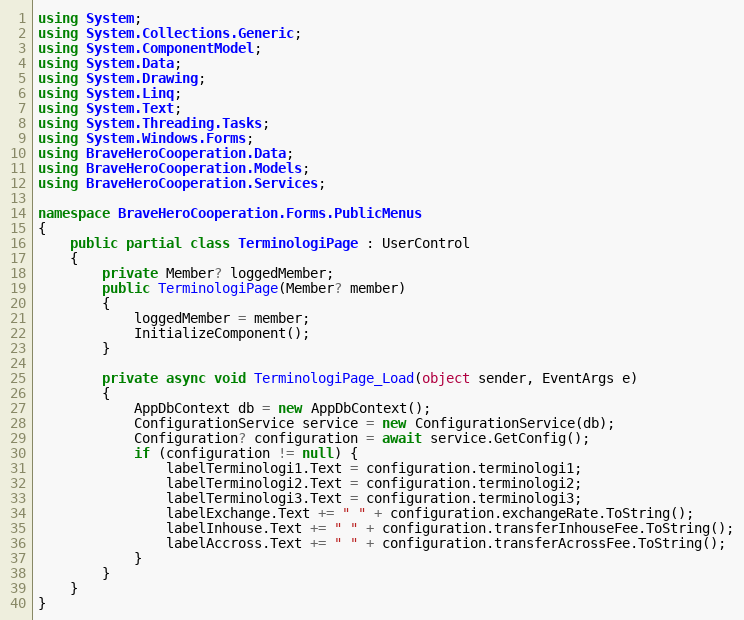 1 using System;
2 using System.Collections.Generic;
3 using System.ComponentModel;
4 using System.Data;
5 using System.Drawing;
6 using System.Linq;
7 using System.Text;
8 using System.Threading.Tasks;
9 using System.Windows.Forms;
10 using BraveHeroCooperation.Data;
11 using BraveHeroCooperation.Models;
12 using BraveHeroCooperation.Services;
13
14 namespace BraveHeroCooperation.Forms.PublicMenus
15 {
16     public partial class TerminologiPage : UserControl
17     {
18         private Member? loggedMember;
19         public TerminologiPage(Member? member)
20         {
21             loggedMember = member;
22             InitializeComponent();
23         }
24
25         private async void TerminologiPage_Load(object sender, EventArgs e)
26         {
27             AppDbContext db = new AppDbContext();
28             ConfigurationService service = new ConfigurationService(db);
29             Configuration? configuration = await service.GetConfig();
30             if (configuration != null) {
31                 labelTerminologi1.Text = configuration.terminologi1;
32                 labelTerminologi2.Text = configuration.terminologi2;
33                 labelTerminologi3.Text = configuration.terminologi3;
34                 labelExchange.Text += " " + configuration.exchangeRate.ToString();
35                 labelInhouse.Text += " " + configuration.transferInhouseFee.ToString();
36                 labelAccross.Text += " " + configuration.transferAcrossFee.ToString();
37             }
38         }
39     }
40 }